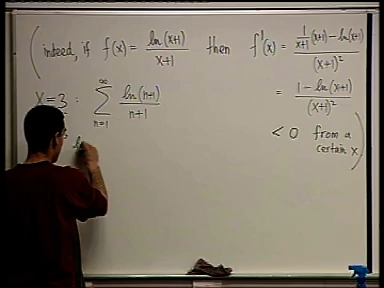 (indeed, if f(x) = ln(x+1)/(x+1) then f'(x) = (1/(x+1) (x+1) - ln(x+1))/(x+1)²
= (1 - ln(x+1))/(x+1)²
< 0 from a
certain x)
x=3 : ∑_{n=1}^{∞} ln(n+1)/(n+1)